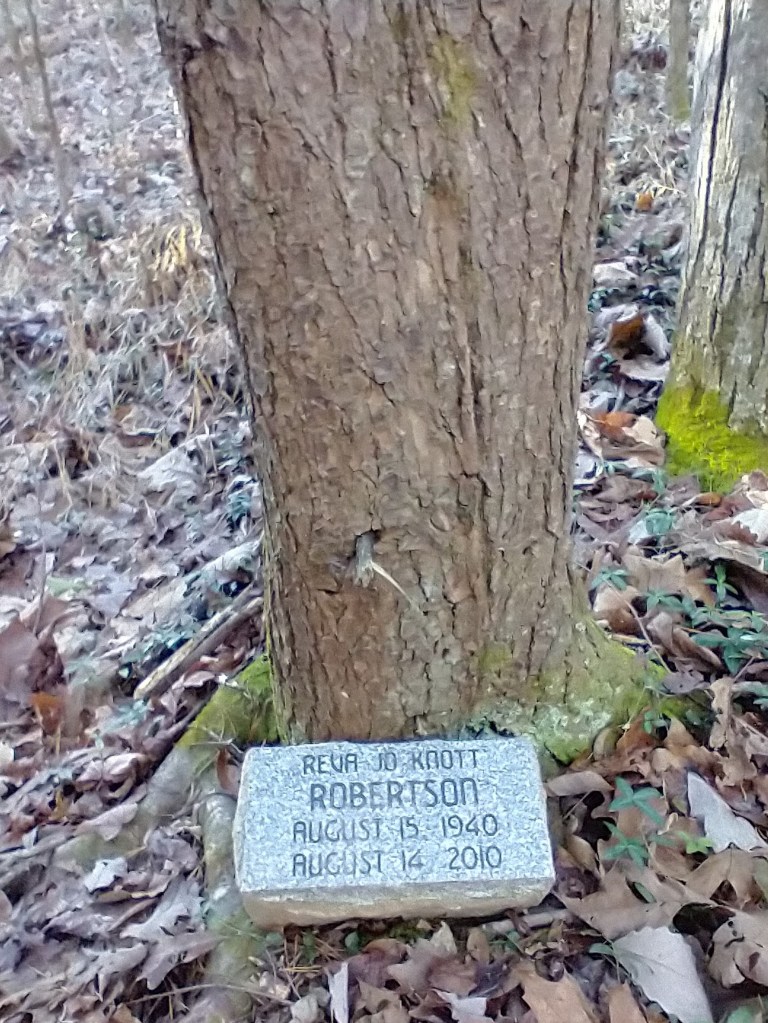 REVA JO KNOTT
ROBERTSON
AUGUST 15, 1940
AUGUST 14, 2010